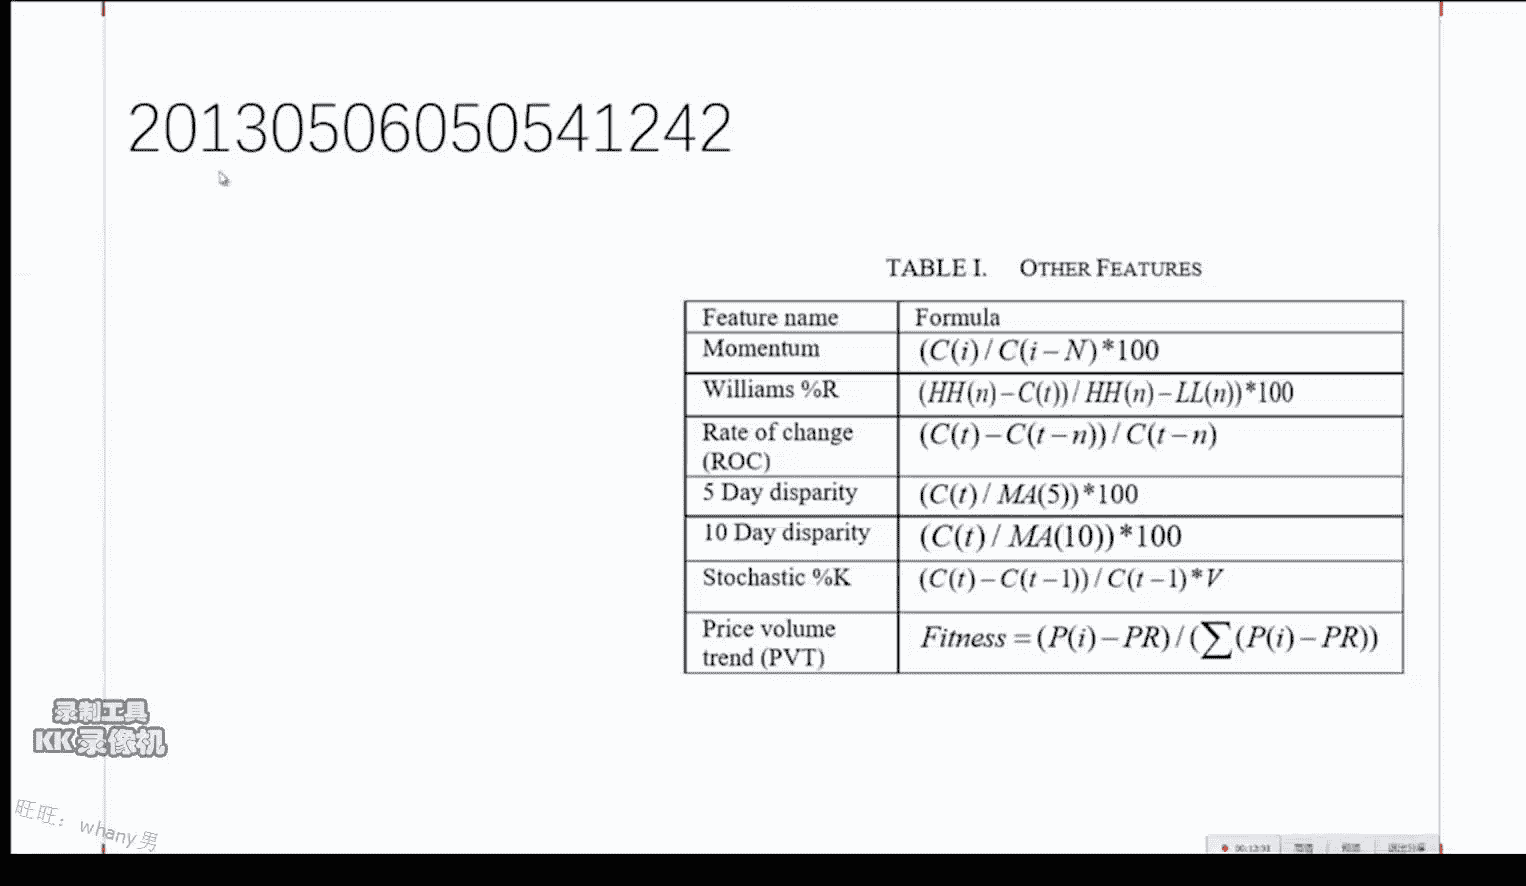 20130506050541242
TABLE I. OTHER FEATURES
Feature name Formula
Momentum (C(i)/C(i−N)*100
Williams %R (HH(n)−C(t))/HH(n)−LL(n))*100
Rate of change (C(t)−C(t−n))/C(t−n)
(ROC)
5 Day disparity (C(t)/MA(5))*100
10 Day disparity (C(t)/MA(10))*100
Stochastic %K (C(t)−C(t−1))/C(t−1)*V
Price volume Fitness=(P(i)−PR)/(∑(P(i)−PR))
trend (PVT)
录制工具
KK录像机
旺旺：whany男